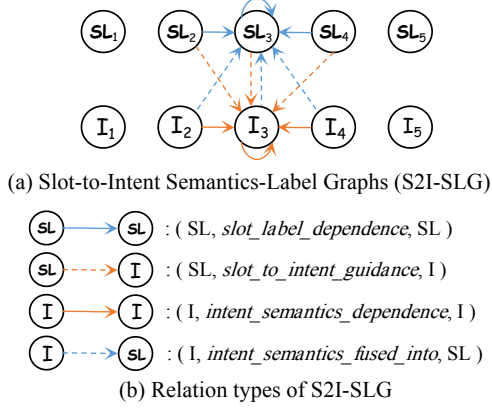 SL1 SL2 SL3 SL4 SL5
I1 I2 I3 I4 I5
(a) Slot-to-Intent Semantics-Label Graphs (S2I-SLG)
SL SL : ( SL, slot_label_dependence, SL )
SL I : ( SL, slot_to_intent_guidance, I )
I I : ( I, intent_semantics_dependence, I )
I SL : ( I, intent_semantics_fused_into, SL )
(b) Relation types of S2I-SLG